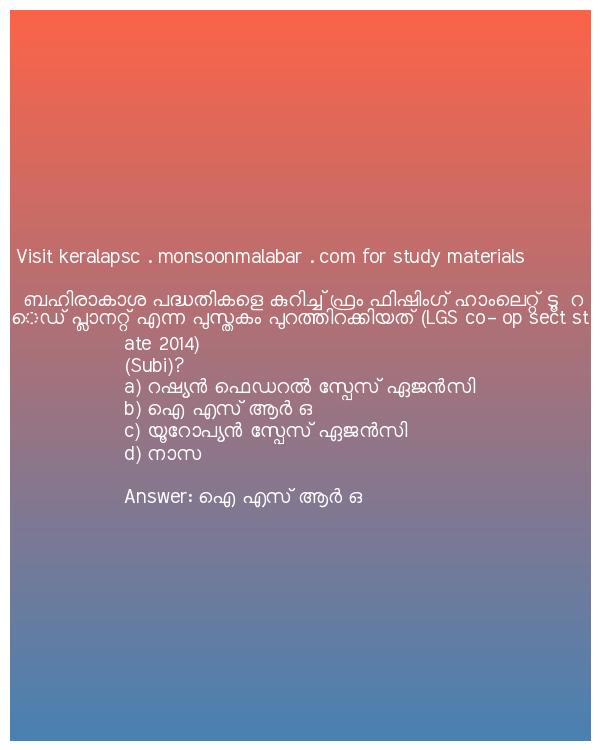 Visit keralapsc . monsoonmalabar . com for study materials
ബഹിരാകാശ പദ്ധതികളെ കുറിച്ച് ഫ്രം ഫിഷിംഗ് ഹാംലെറ്റ് ടൂ  റ
െഡ് പ്ലാനറ്റ് എന്ന പുസ്തകം പുറത്തിറക്കിയത് (LGS co- op sect st
ate 2014)
(Subi)?
a) റഷ്യൻ ഫെഡറൽ സ്പേസ് ഏജൻസി
b) ഐ എസ് ആർ ഒ
c) യൂറോപ്യൻ സ്പേസ് ഏജൻസി
d) നാസ
Answer: ഐ എസ് ആർ ഒ